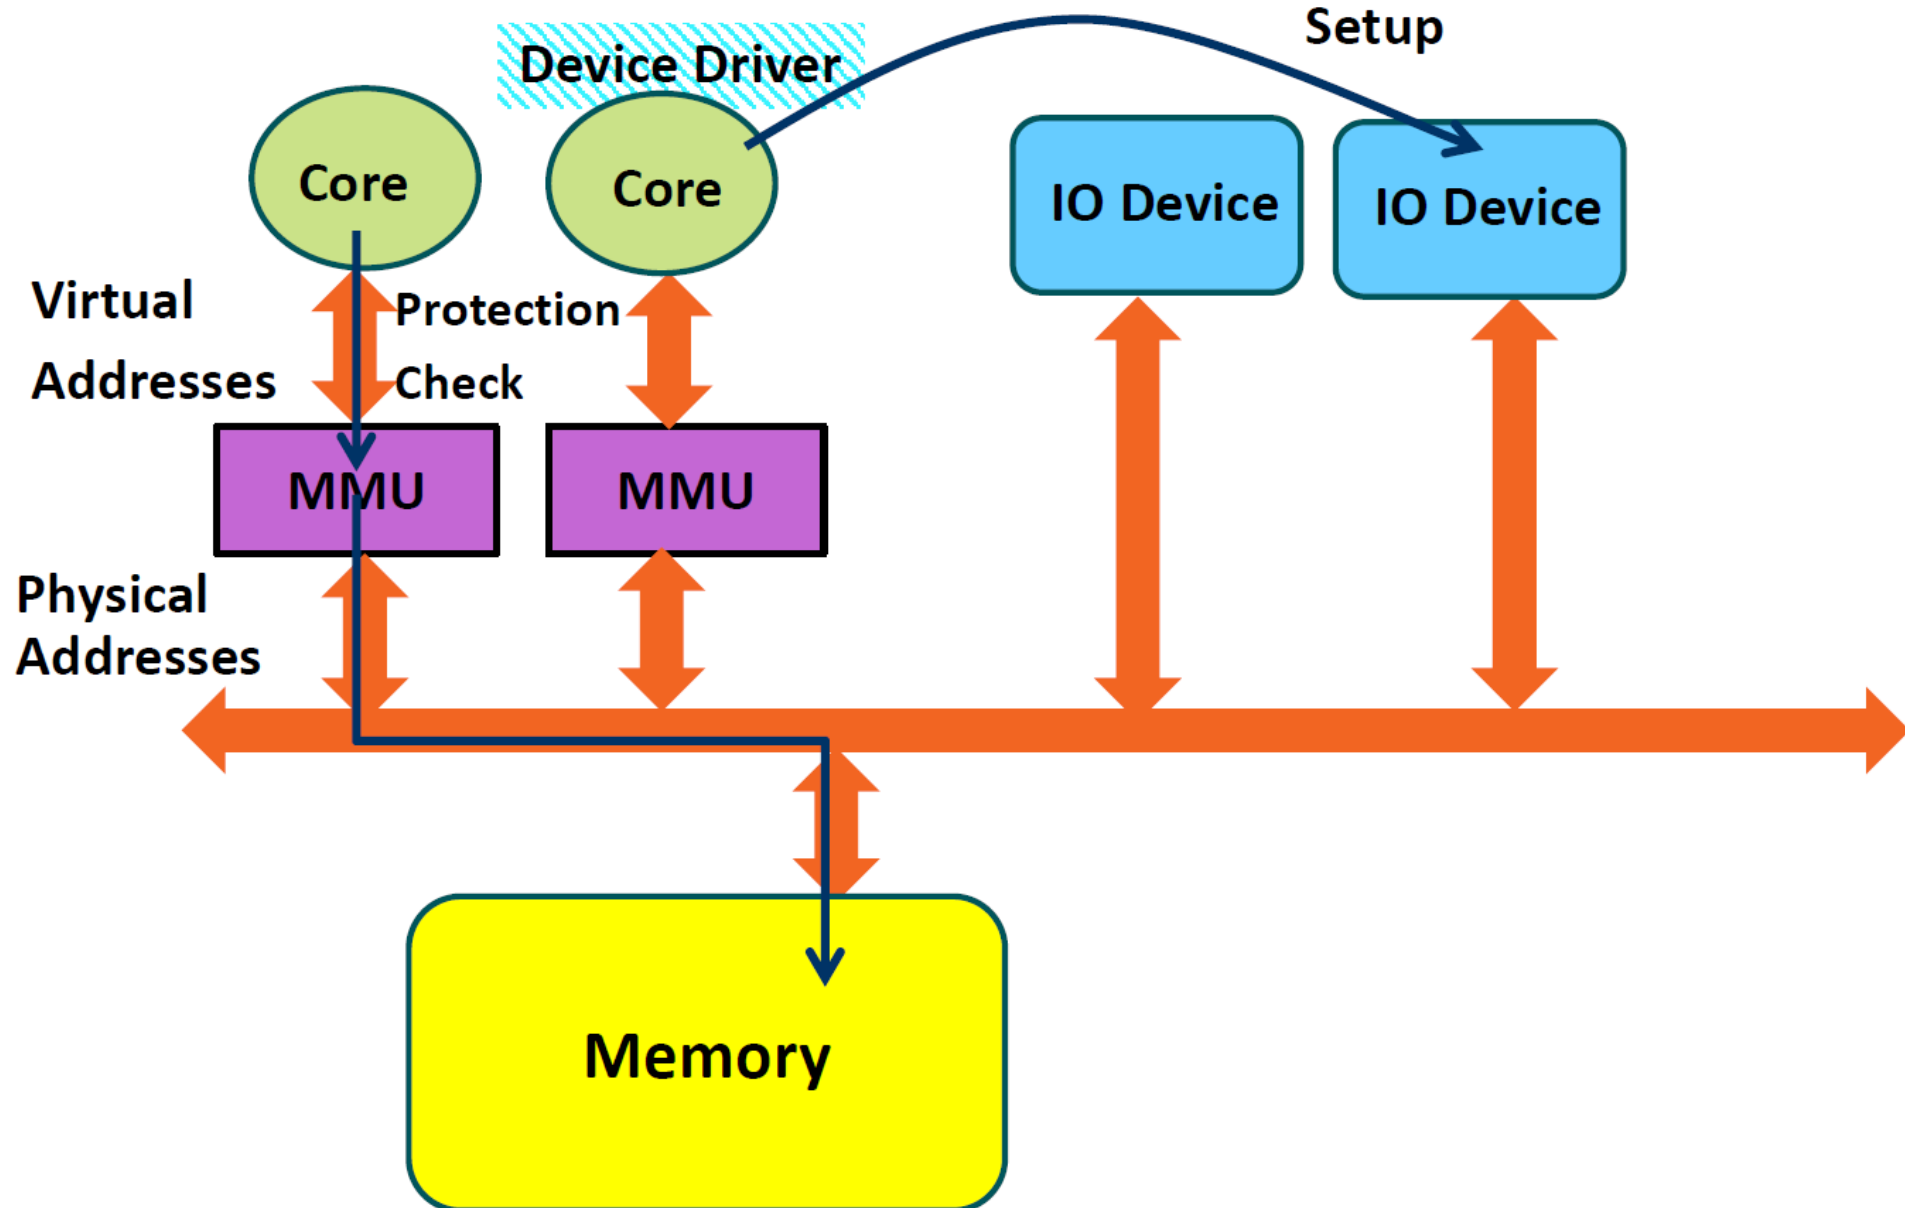 Setup
Device Driver
Core
Core
IO Device
IO Device
Virtual
Addresses
Protection
Check
MMU
MMU
Physical
Addresses
Memory